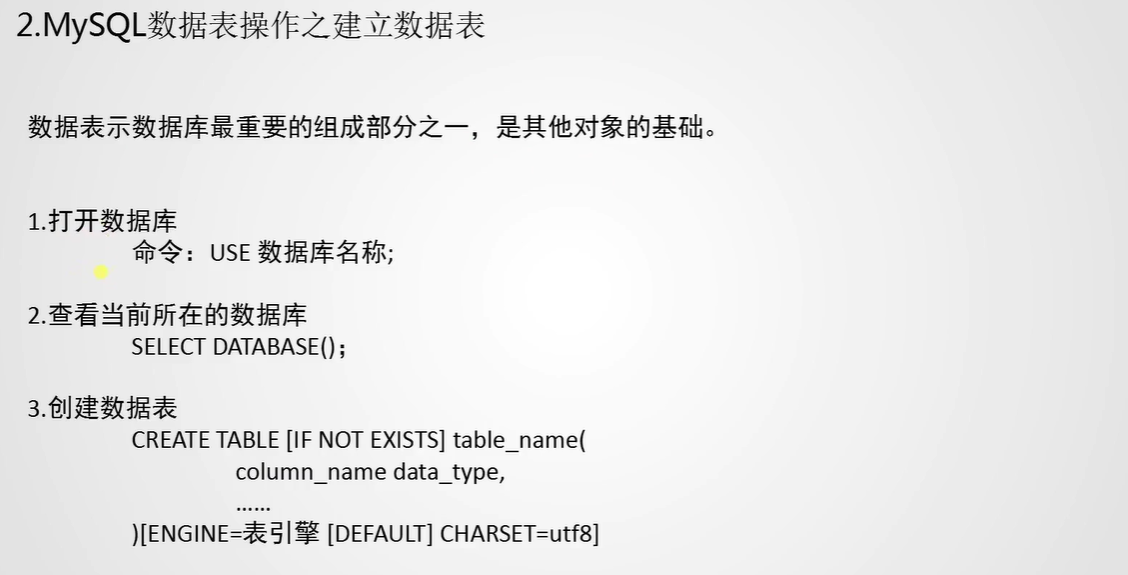 2.MySQL数据表操作之建立数据表
数据表示数据库最重要的组成部分之一，是其他对象的基础。
1.打开数据库
命令：USE 数据库名称;
2.查看当前所在的数据库
SELECT DATABASE()；
3.创建数据表
CREATE TABLE [IF NOT EXISTS] table_name(
column_name data_type,
……
)[ENGINE=表引擎 [DEFAULT] CHARSET=utf8]